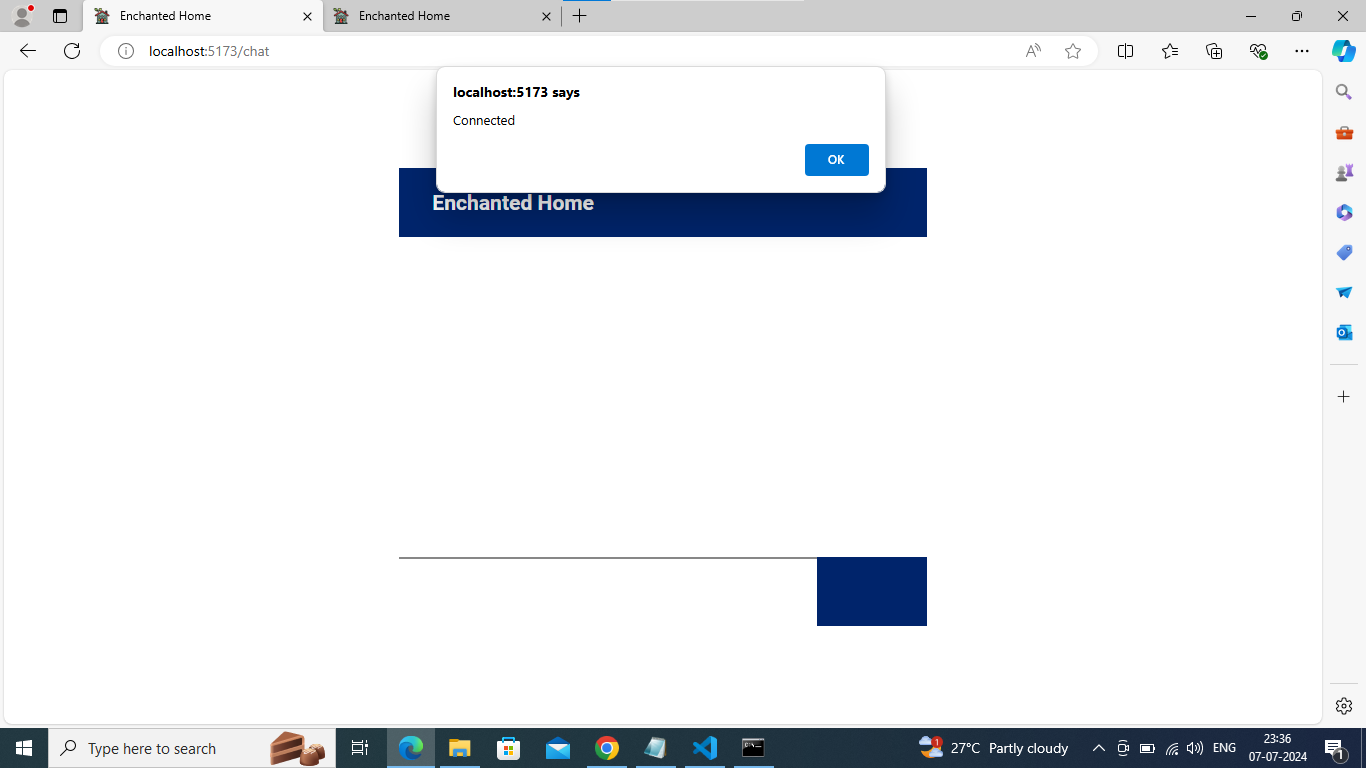 Enchanted Home
Enchanted Home
localhost:5173/chat
localhost:5173 says
Connected
OK
Enchanted Home
Type here to search
1
27°C Partly cloudy
ENG
23:36
07-07-2024
1